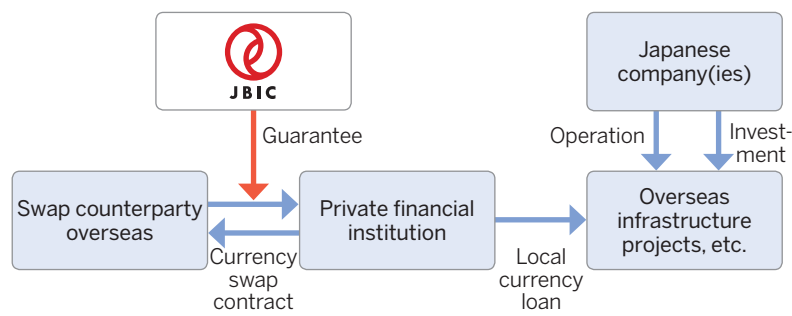 JBIC
Japanese
company(ies)
Guarantee
Operation
Invest-
ment
Swap counterparty
overseas
Private financial
institution
Overseas
infrastructure
projects, etc.
Currency
swap
contract
Local
currency
loan